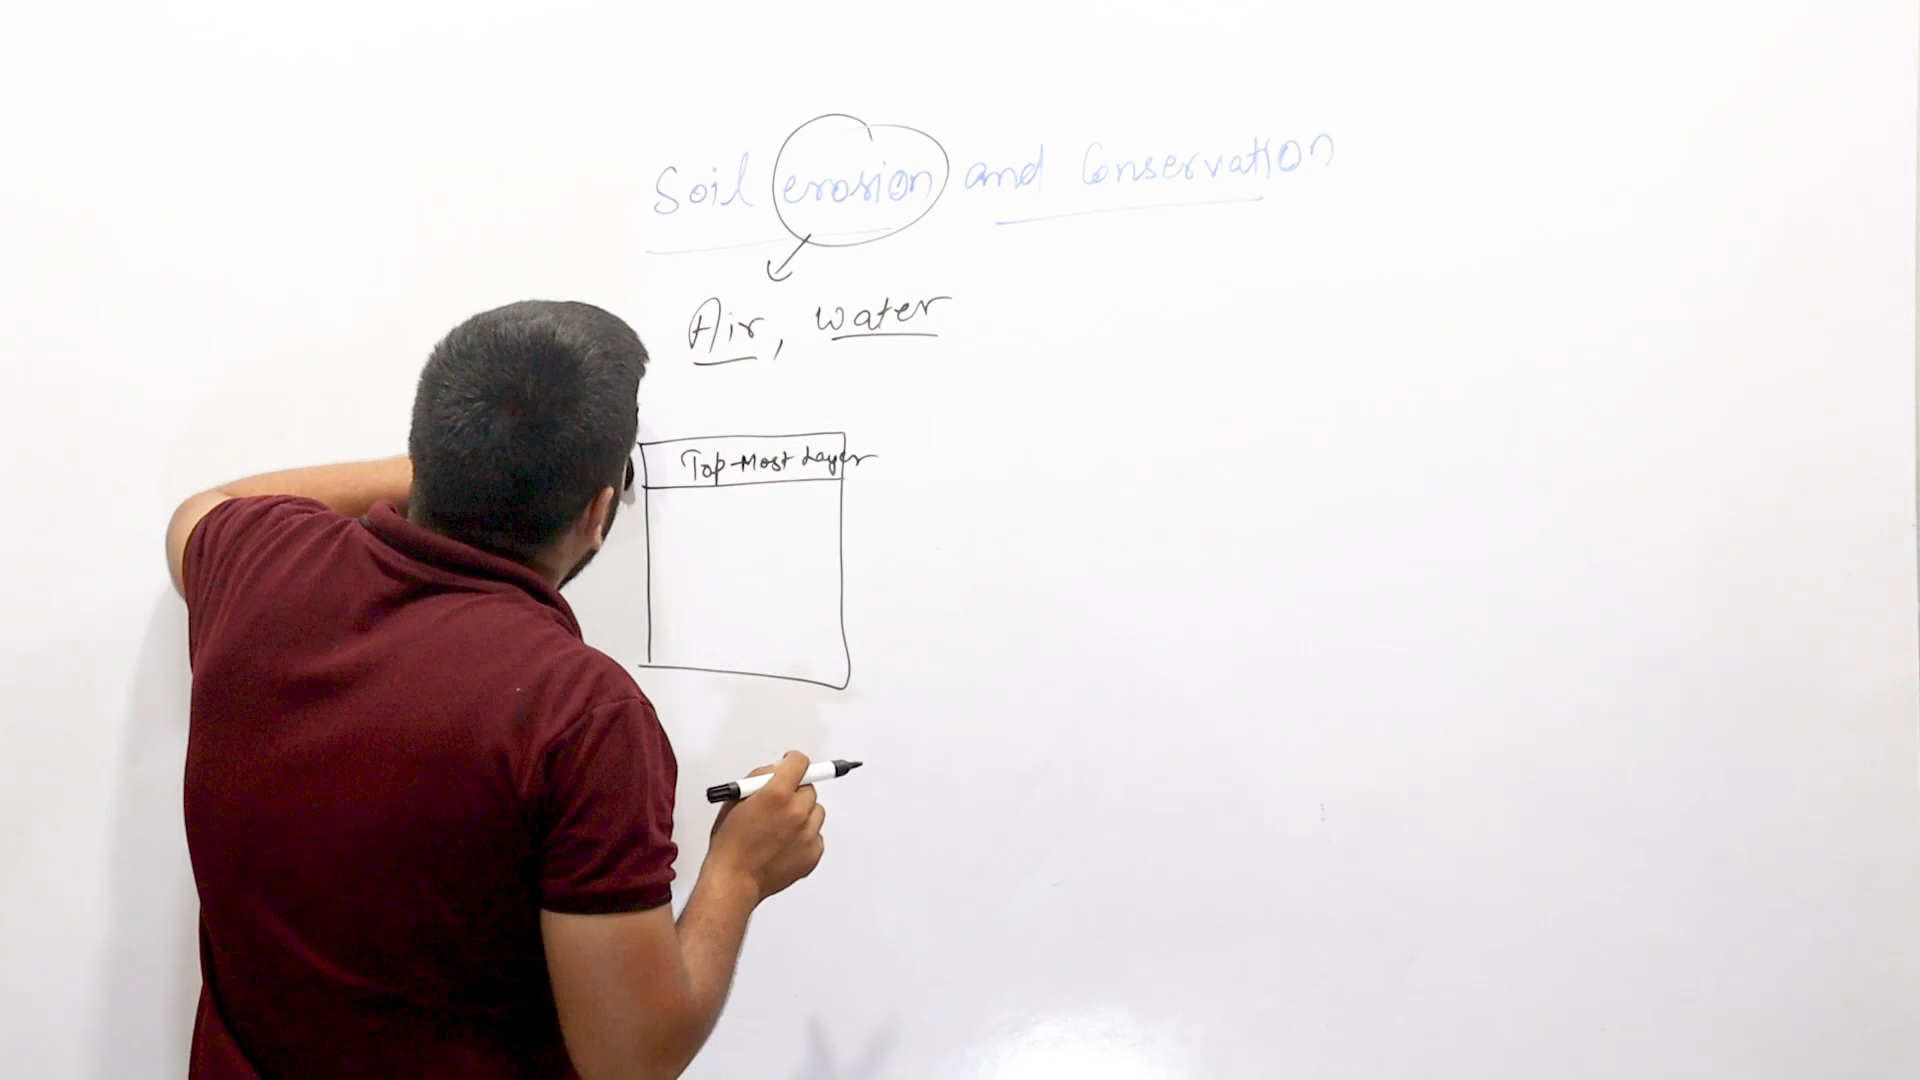 Soil erosion and Conservation
Air, water
Top-Most Layer